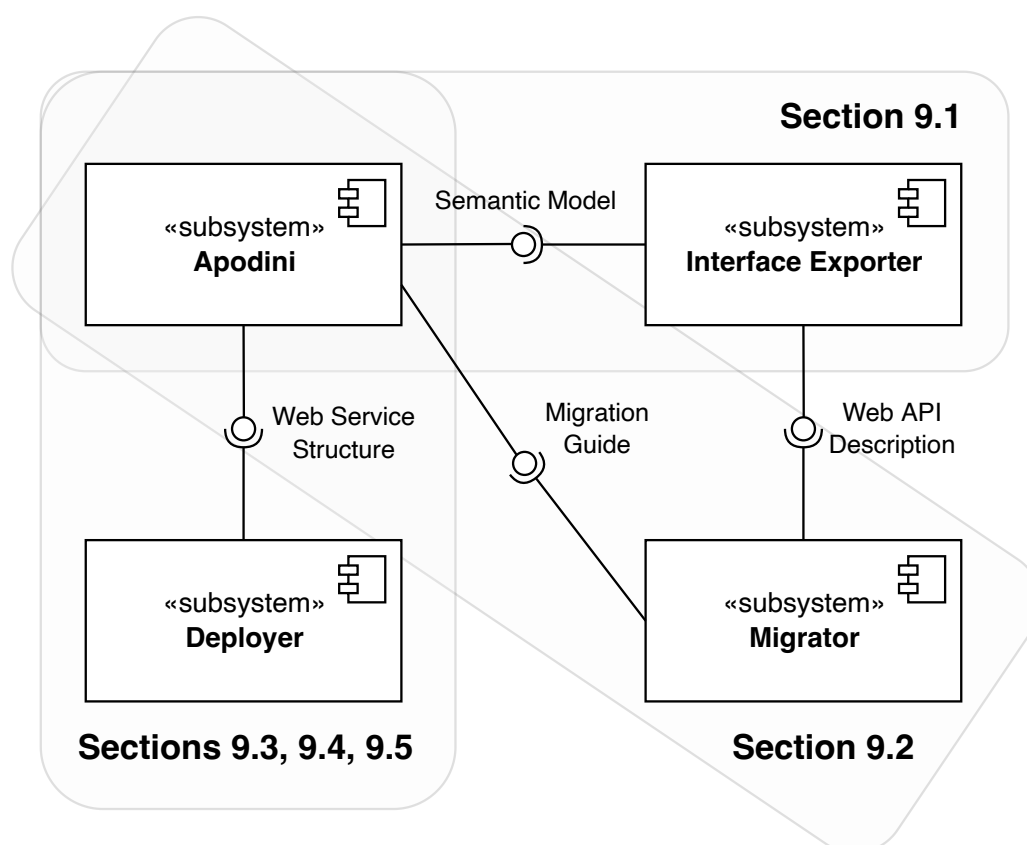 Section 9.1
«subsystem»
Apodini
Semantic Model
«subsystem»
Interface Exporter
Web Service
Structure
Migration
Guide
Web API
Description
«subsystem»
Deployer
«subsystem»
Migrator
Sections 9.3, 9.4, 9.5
Section 9.2